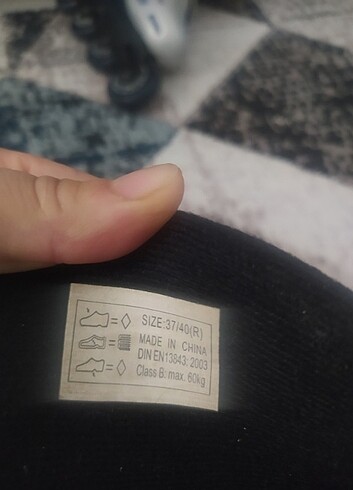 SIZE:37/40(R)
MADE IN CHINA
DIN EN13843: 2003
Class B: max. 60kg